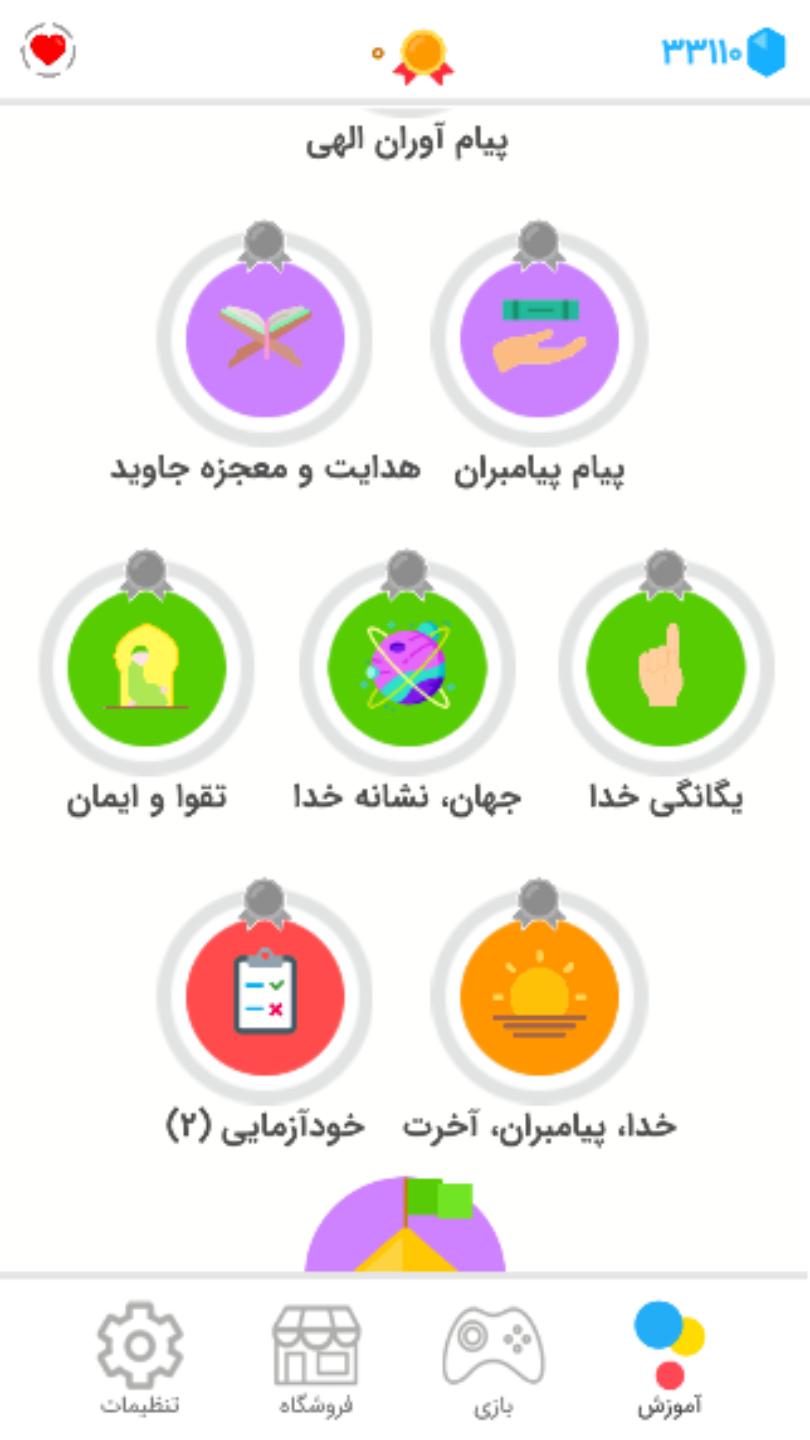 ۳۳۱۱۰
۰
پیام آوران الهی
پیام پیامبران
هدایت و معجزه جاوید
یگانگی خدا
جهان، نشانه خدا
تقوا و ایمان
خدا، پیامبران، آخرت
خودآزمایی (۲)
آموزش
بازی
فروشگاه
تنظیمات